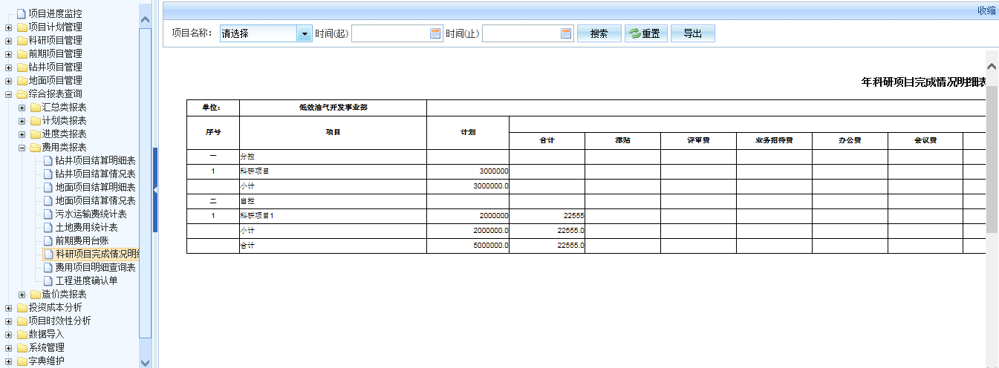 项目进度监控
项目计划管理
科研项目管理
前期项目管理
钻井项目管理
地面项目管理
综合报表查询
汇总类报表
计划类报表
进度类报表
费用类报表
钻井项目结算明细表
钻井项目结算情况表
地面项目结算明细表
地面项目结算情况表
污水运输费统计表
土地费用统计表
前期费用台账
科研项目完成情况明细
费用项目明细查询表
工程进度确认单
造价类报表
投资成本分析
项目时效性分析
数据导入
系统管理
字典维护
收缩
项目名称： 请选择 时间(起) 时间(止) 搜索 重置 导出
年科研项目完成情况明细表
单位： 低效油气开发事业部
序号 项目 计划
合计 评审费 业务招待费 办公费 会议费
一 分控
1 科研项目 3000000
小计 3000000.0
二 自控
1 科研项目1 2000000 22555
小计 2000000.0 22555.0
合计 5000000.0 22555.0